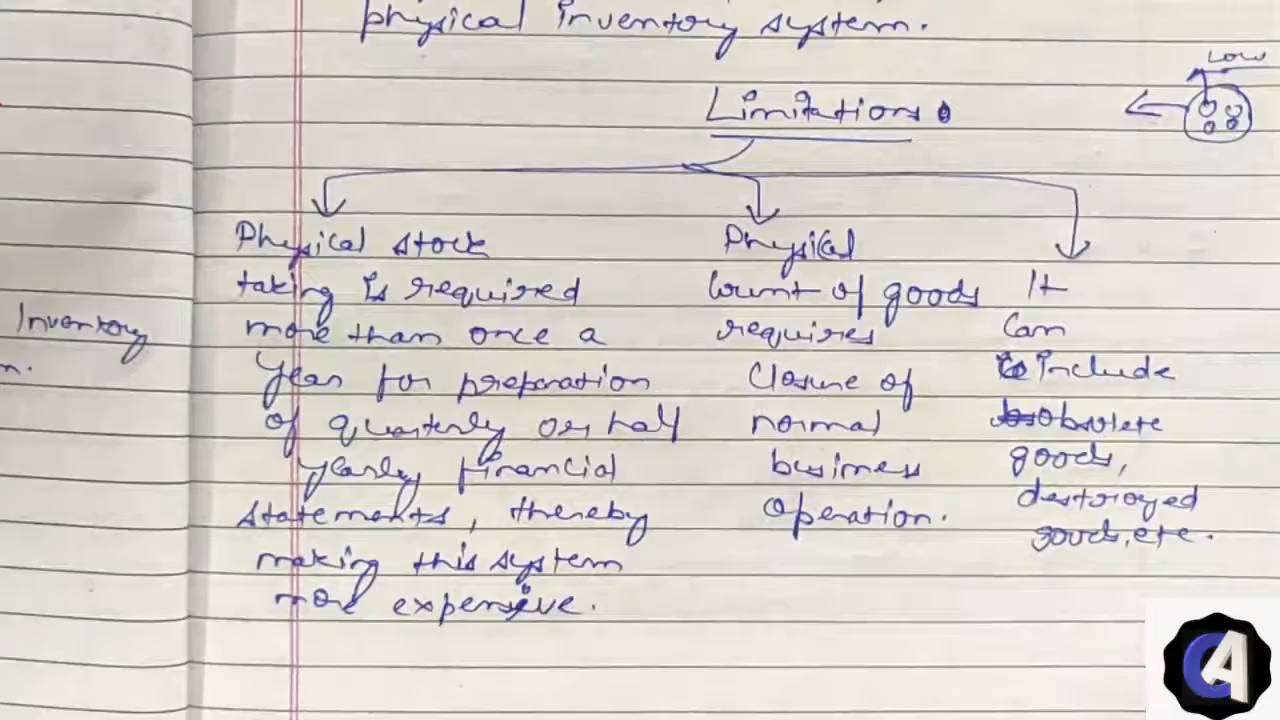 physical inventory system.
Low
Limitations
Physical stock
taking is required
more than once a
year for preparation
of quarterly or half
yearly financial
statements, thereby
making this system
more expensive.
Physical
Count of goods
requires
Closure of
normal
business
operation.
It
Can
include
obsolete
goods,
destroyed
goods, etc.
Inventory
n.
CA